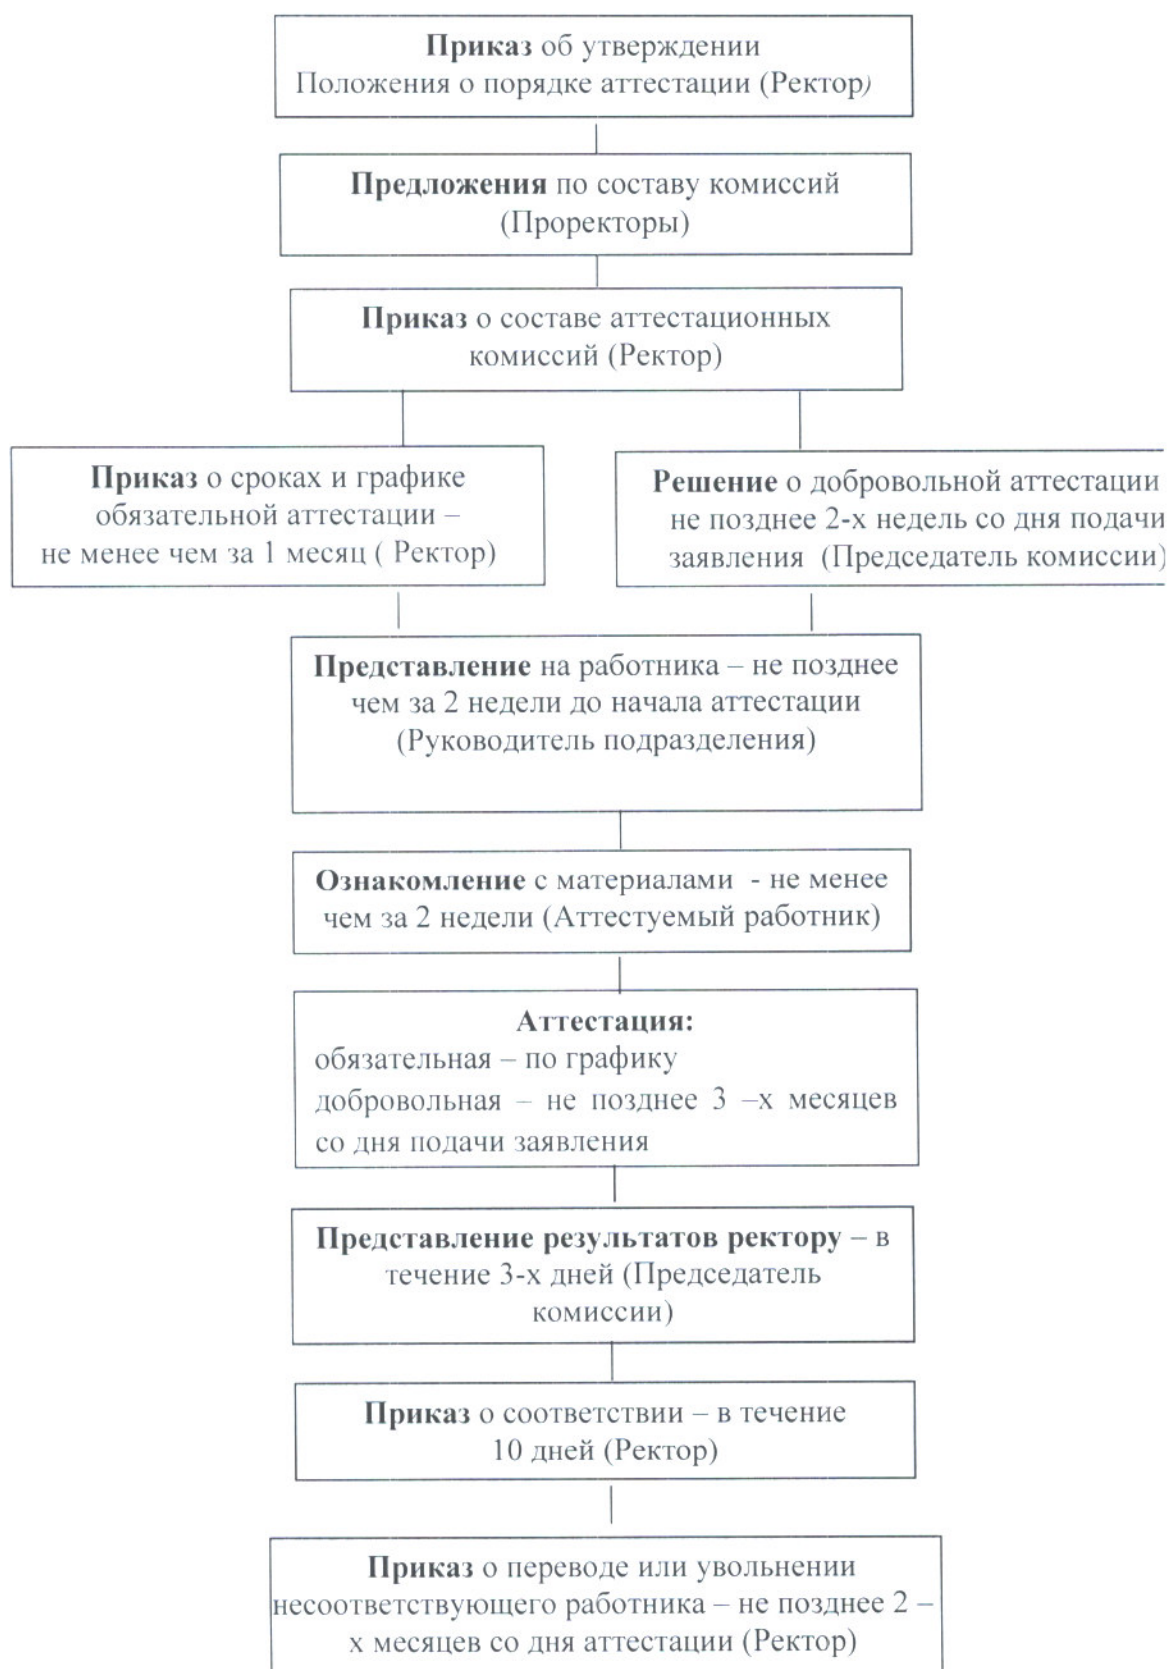 Приказ об утверждении
Положения о порядке аттестации (Ректор)
Предложения по составу комиссий
(Проректоры)
Приказ о составе аттестационных
комиссий (Ректор)
Приказ о сроках и графике
обязательной аттестации –
не менее чем за 1 месяц ( Ректор)
Решение о добровольной аттестации
не позднее 2-х недель со дня подачи
заявления (Председатель комиссии)
Представление на работника – не позднее
чем за 2 недели до начала аттестации
(Руководитель подразделения)
Ознакомление с материалами - не менее
чем за 2 недели (Аттестуемый работник)
Аттестация:
обязательная – по графику
добровольная – не позднее 3 –х месяцев
со дня подачи заявления
Представление результатов ректору – в
течение 3-х дней (Председатель
комиссии)
Приказ о соответствии – в течение
10 дней (Ректор)
Приказ о переводе или увольнении
несоответствующего работника – не позднее 2 –
х месяцев со дня аттестации (Ректор)